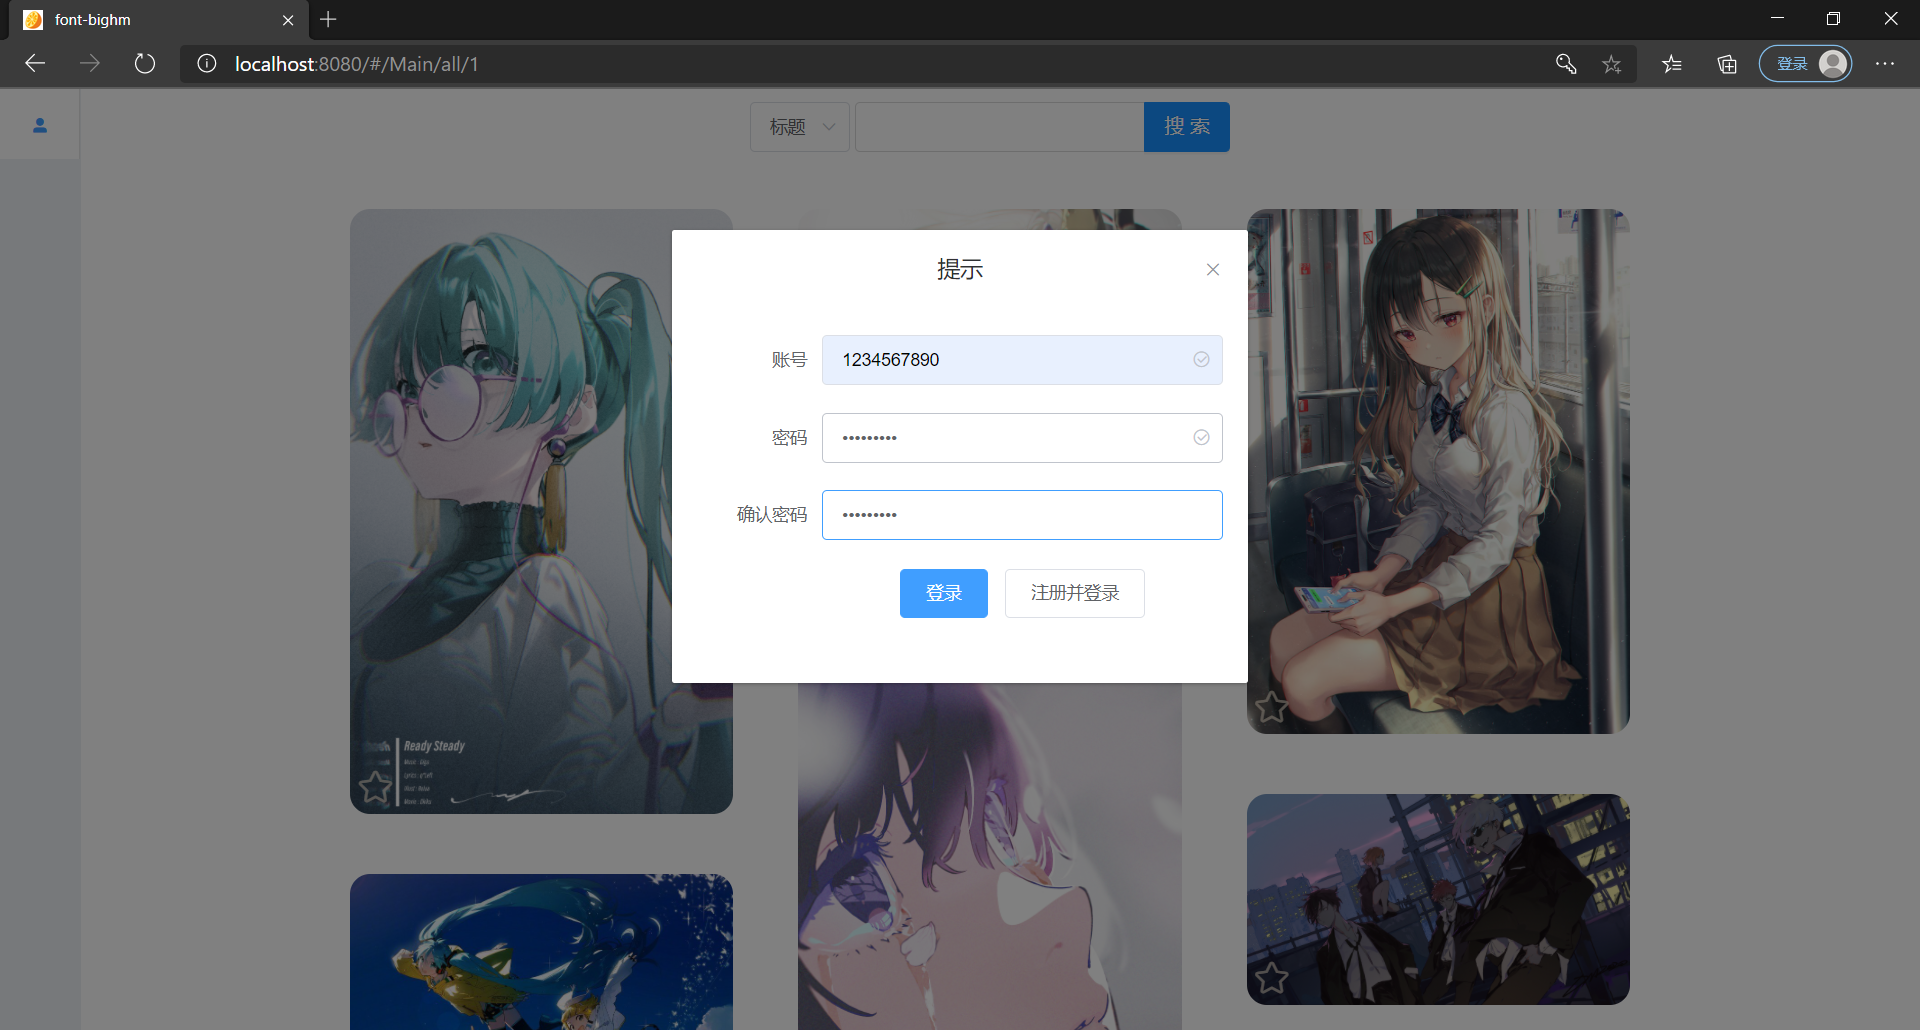 font-bighm
localhost:8080/#/Main/all/1
登录
标题
搜 索
提示
账号
1234567890
密码
•••••••••
确认密码
•••••••••
登录
注册并登录
Ready Steady